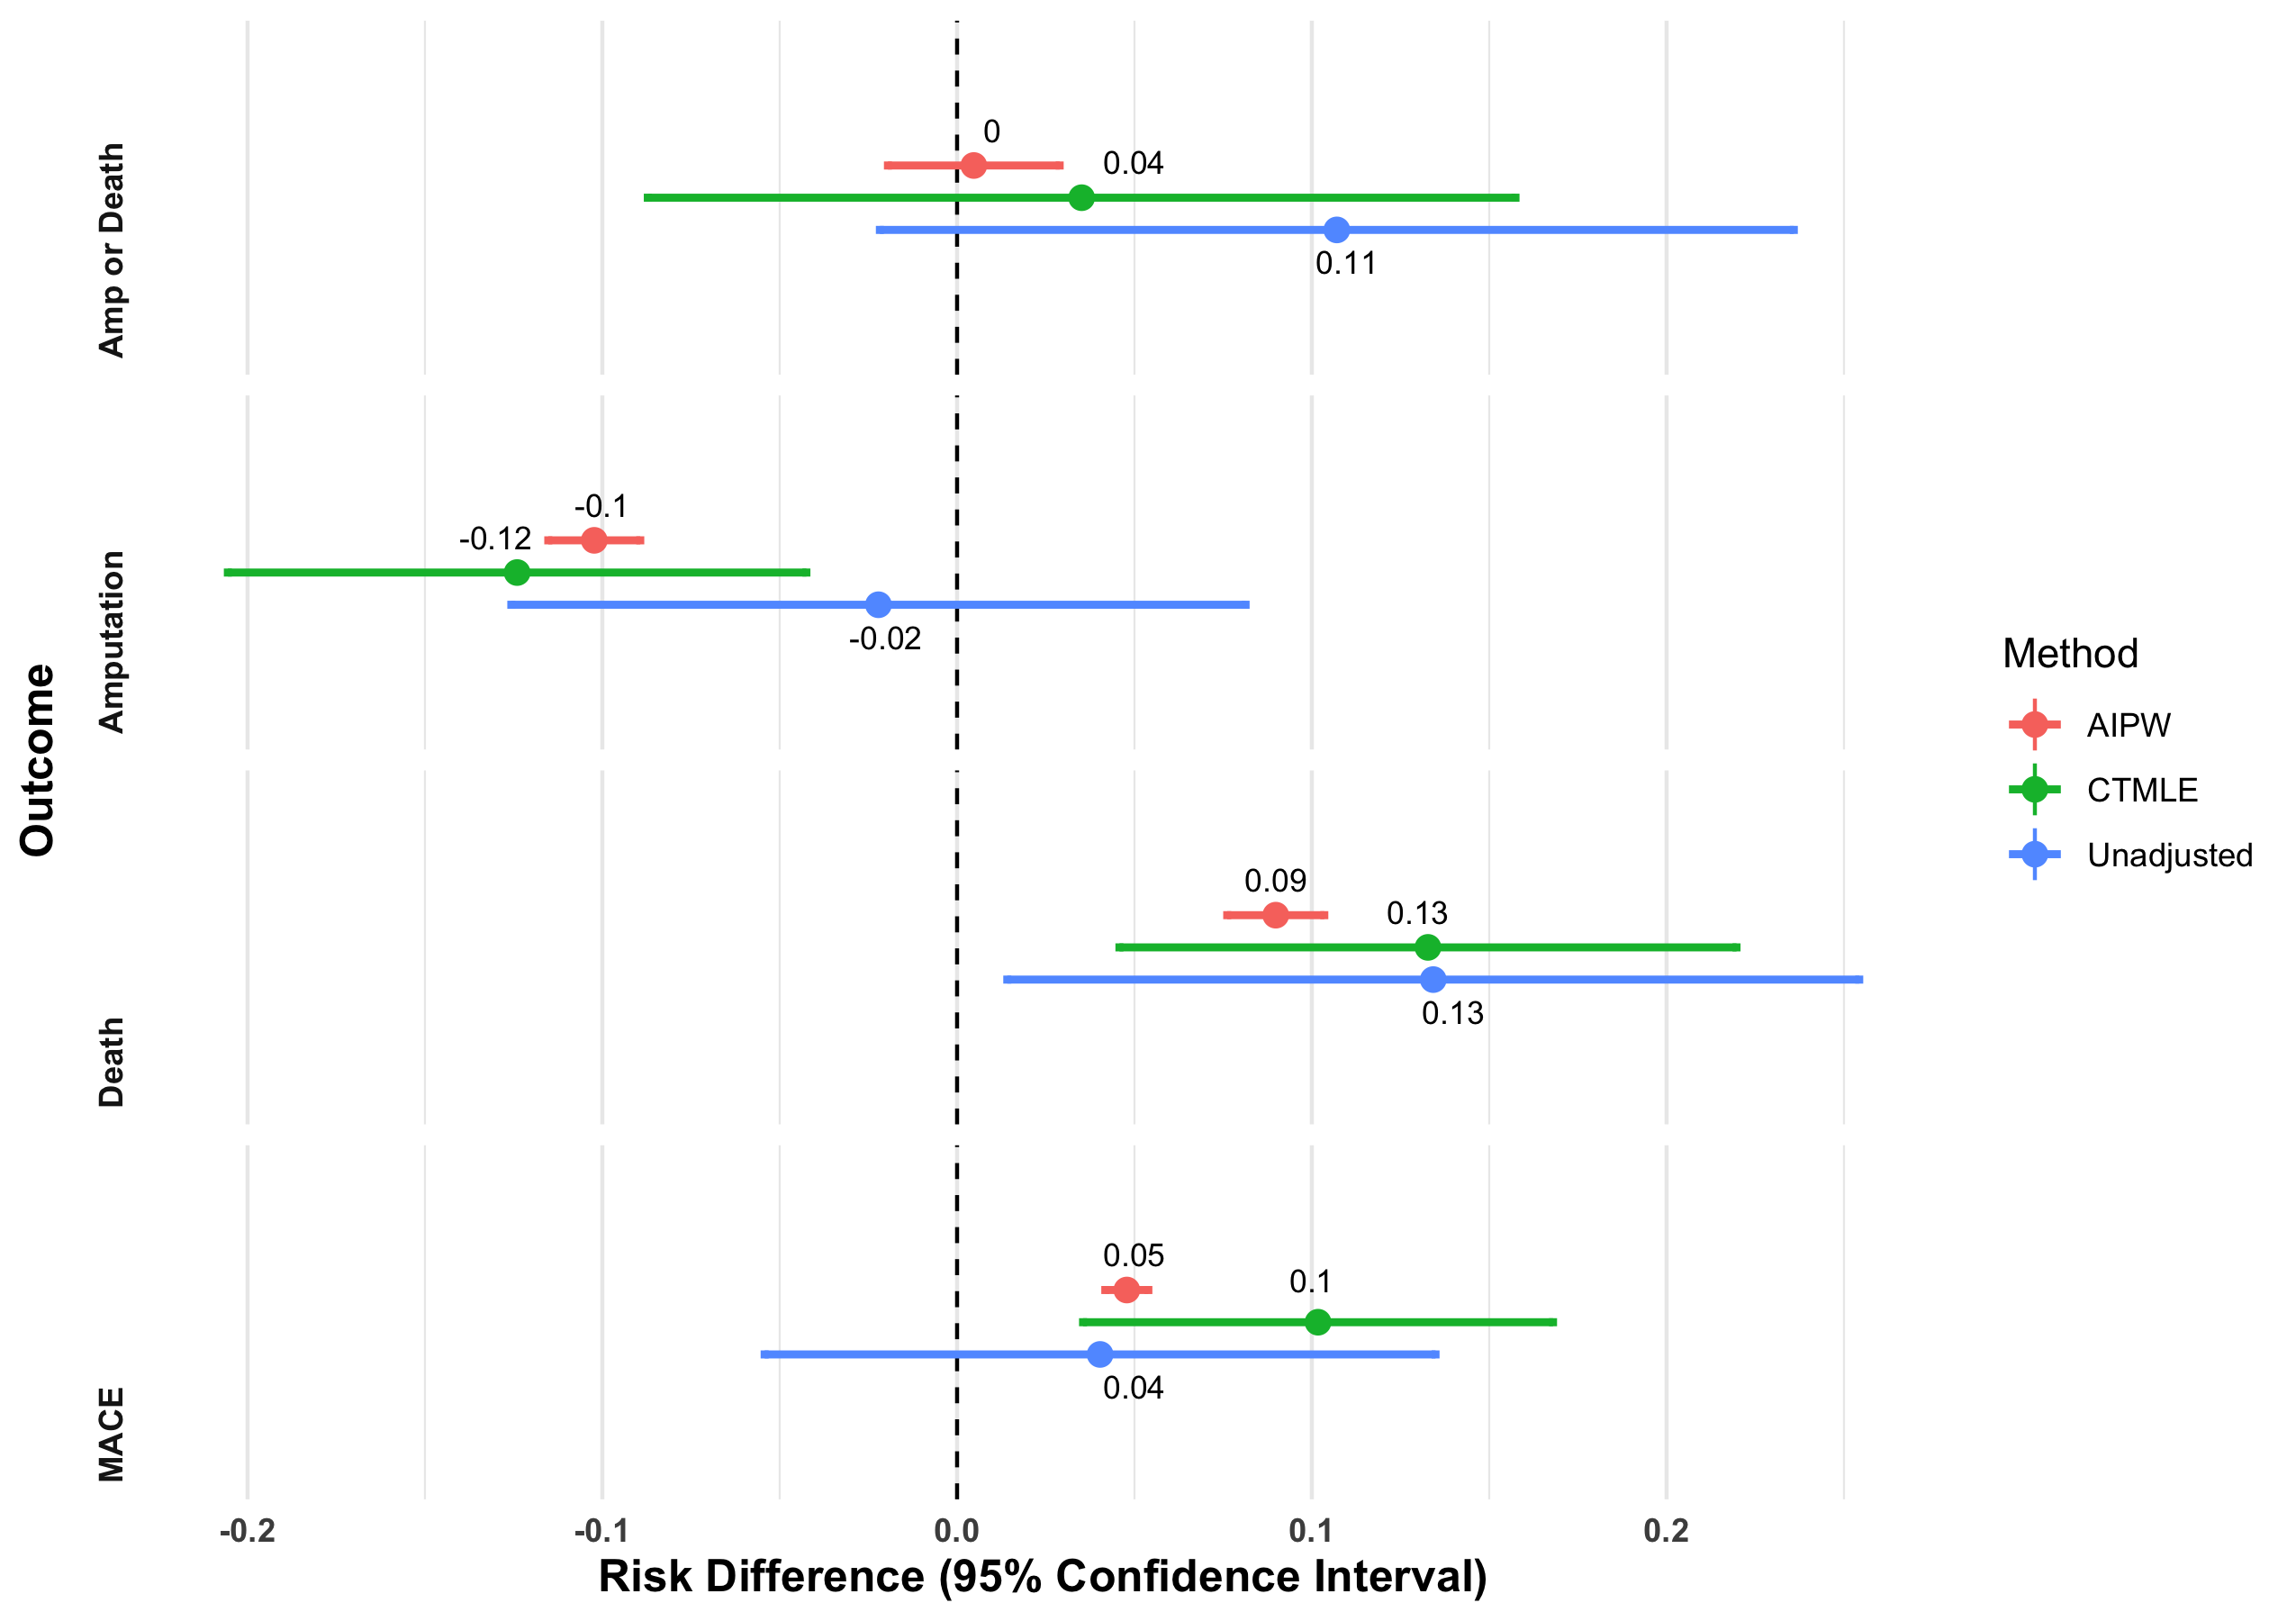 Outcome
Amp or Death
0
0.04
0.11
Amputation
-0.1
-0.12
-0.02
Death
0.09
0.13
0.13
MACE
0.05
0.1
0.04
-0.2
-0.1
0.0
0.1
0.2
Risk Difference (95% Confidence Interval)
Method
AIPW
CTMLE
Unadjusted